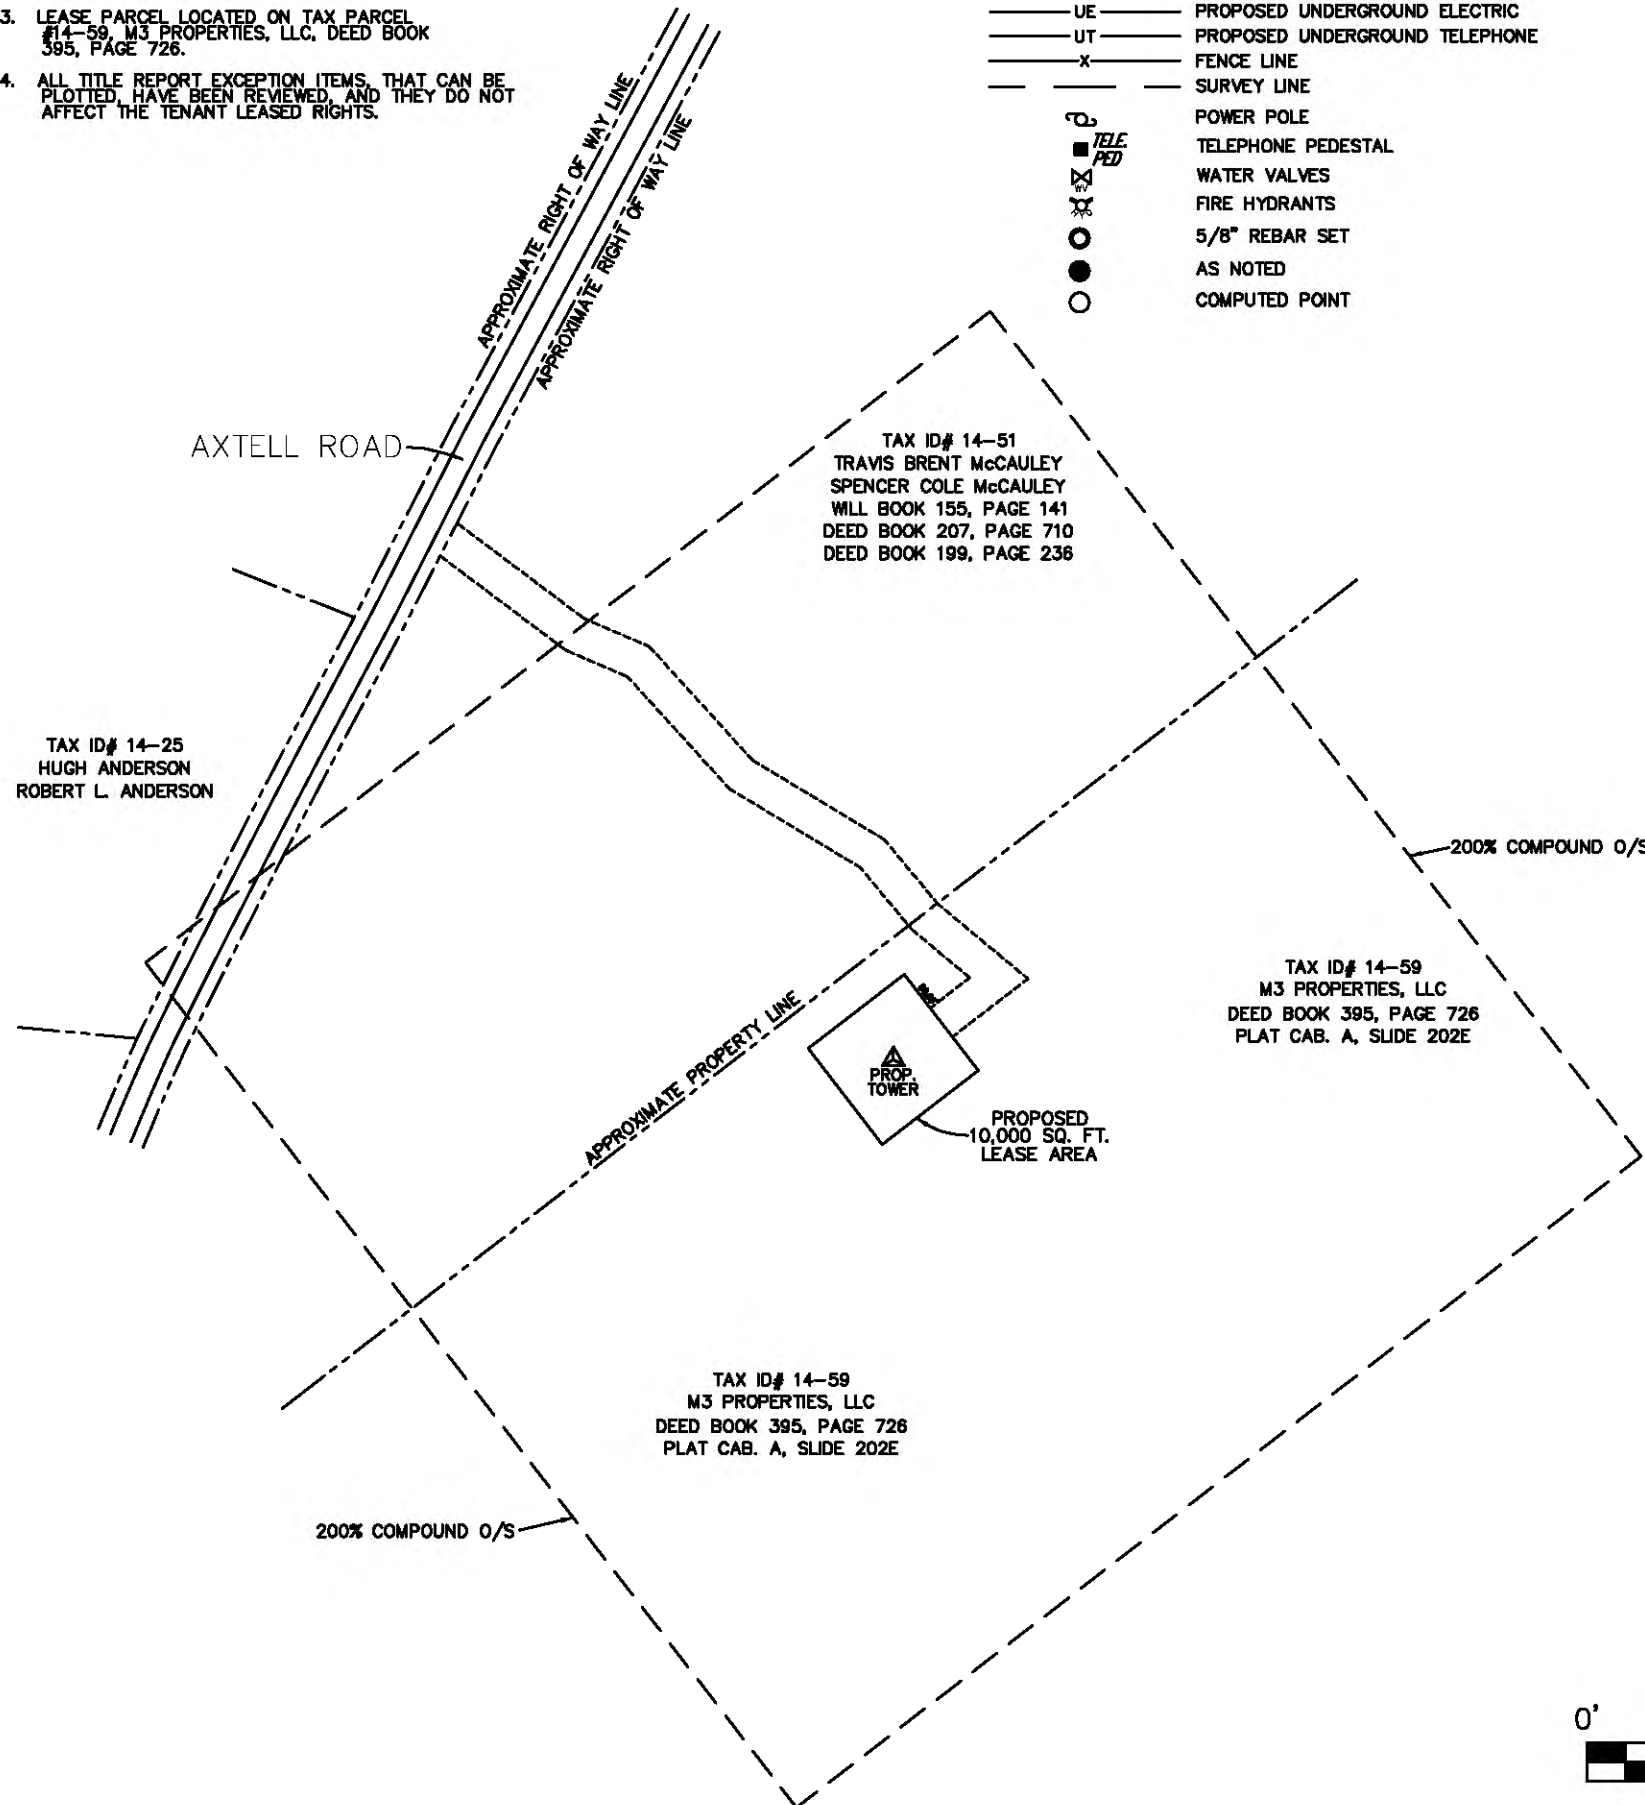 3. LEASE PARCEL LOCATED ON TAX PARCEL
#14-59, M3 PROPERTIES, LLC, DEED BOOK
395, PAGE 726.
4. ALL TITLE REPORT EXCEPTION ITEMS, THAT CAN BE
PLOTTED, HAVE BEEN REVIEWED, AND THEY DO NOT
AFFECT THE TENANT LEASED RIGHTS.
UE PROPOSED UNDERGROUND ELECTRIC
UT PROPOSED UNDERGROUND TELEPHONE
X FENCE LINE
SURVEY LINE
POWER POLE
TELE.
PED TELEPHONE PEDESTAL
WV WATER VALVES
FIRE HYDRANTS
5/8" REBAR SET
AS NOTED
COMPUTED POINT
APPROXIMATE RIGHT OF WAY LINE
APPROXIMATE RIGHT OF WAY LINE
AXTELL ROAD
TAX ID# 14-51
TRAVIS BRENT McCAULEY
SPENCER COLE McCAULEY
WILL BOOK 155, PAGE 141
DEED BOOK 207, PAGE 710
DEED BOOK 199, PAGE 236
TAX ID# 14-25
HUGH ANDERSON
ROBERT L. ANDERSON
200% COMPOUND O/S
TAX ID# 14-59
M3 PROPERTIES, LLC
DEED BOOK 395, PAGE 726
PLAT CAB. A, SLIDE 202E
APPROXIMATE PROPERTY LINE
PROP.
TOWER
PROPOSED
10,000 SQ. FT.
LEASE AREA
TAX ID# 14-59
M3 PROPERTIES, LLC
DEED BOOK 395, PAGE 726
PLAT CAB. A, SLIDE 202E
200% COMPOUND O/S
0'